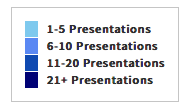 1-5 Presentations
6-10 Presentations
11-20 Presentations
21+ Presentations